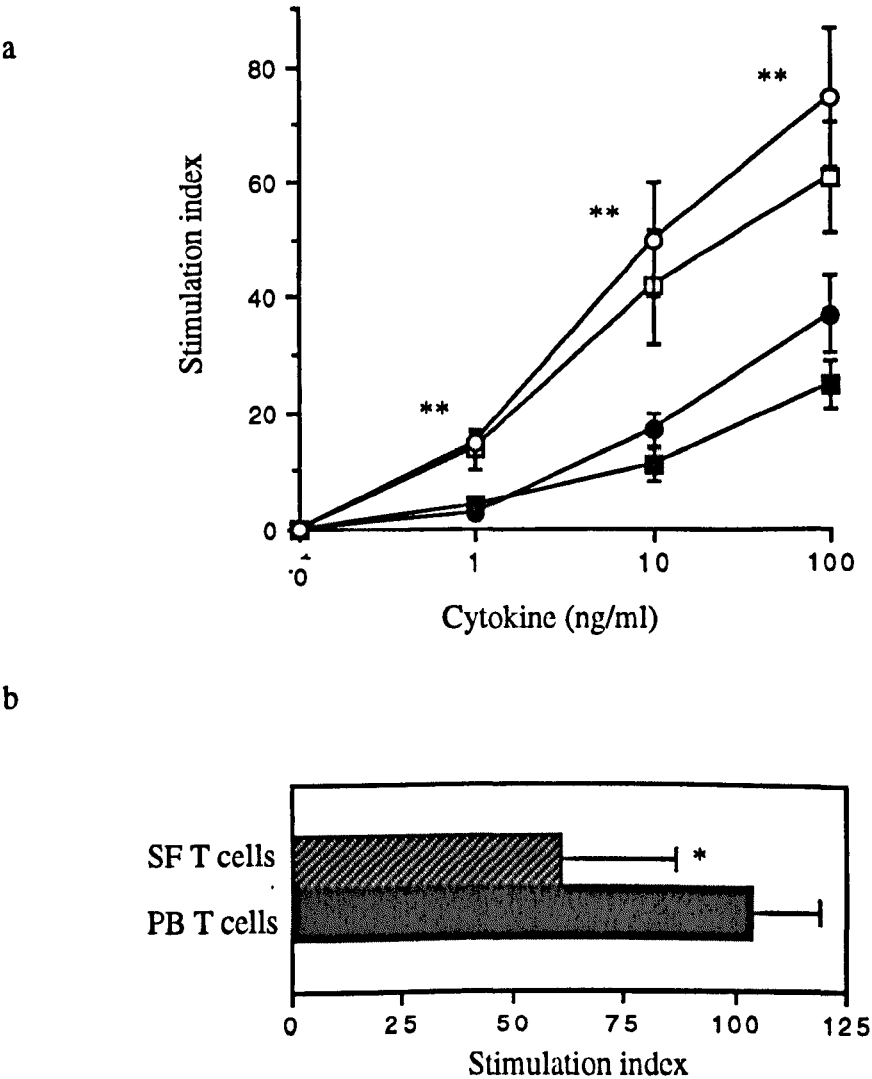 a
80
60
40
20
0
Stimulation index
**
**
**
0 1 10 100
Cytokine (ng/ml)
b
SF T cells
*
PB T cells
0 25 50 75 100 125
Stimulation index